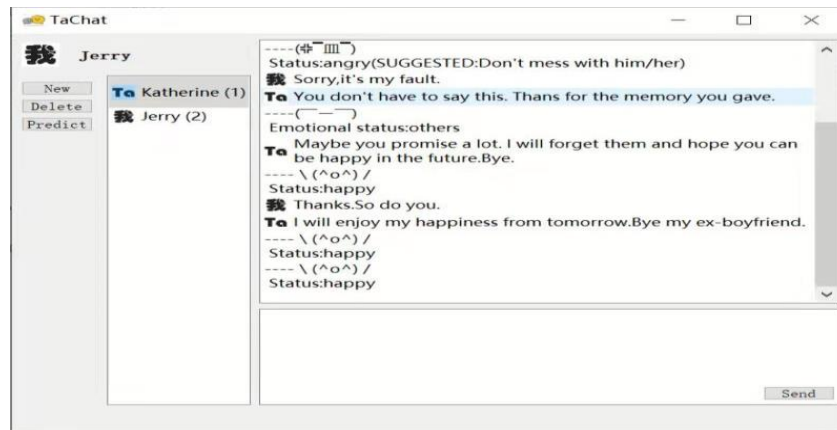 TaChat
我 Jerry
New
Delete
Predict
Ta Katherine (1)
我 Jerry (2)
----(╬ ̄皿 ̄)
Status:angry(SUGGESTED:Don't mess with him/her)
我 Sorry,it's my fault.
Ta You don't have to say this. Thans for the memory you gave.
----( ̄— ̄)
Emotional status:others
Ta Maybe you promise a lot. I will forget them and hope you can
be happy in the future.Bye.
---- \ (^o^) /
Status:happy
我 Thanks.So do you.
Ta I will enjoy my happiness from tomorrow.Bye my ex-boyfriend.
---- \ (^o^) /
Status:happy
---- \ (^o^) /
Status:happy
Send